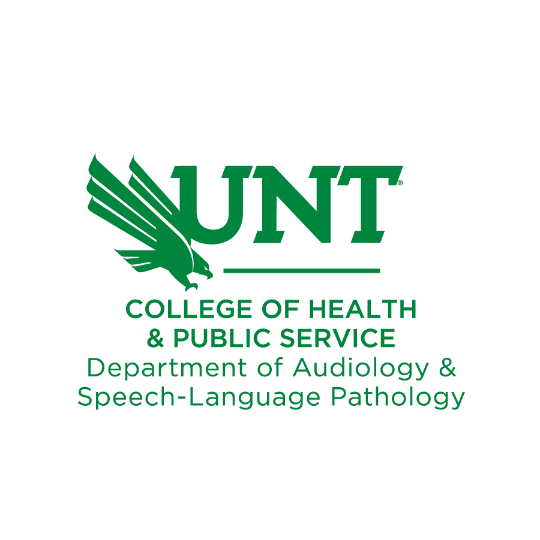 UNT®
COLLEGE OF HEALTH
& PUBLIC SERVICE
Department of Audiology &
Speech-Language Pathology